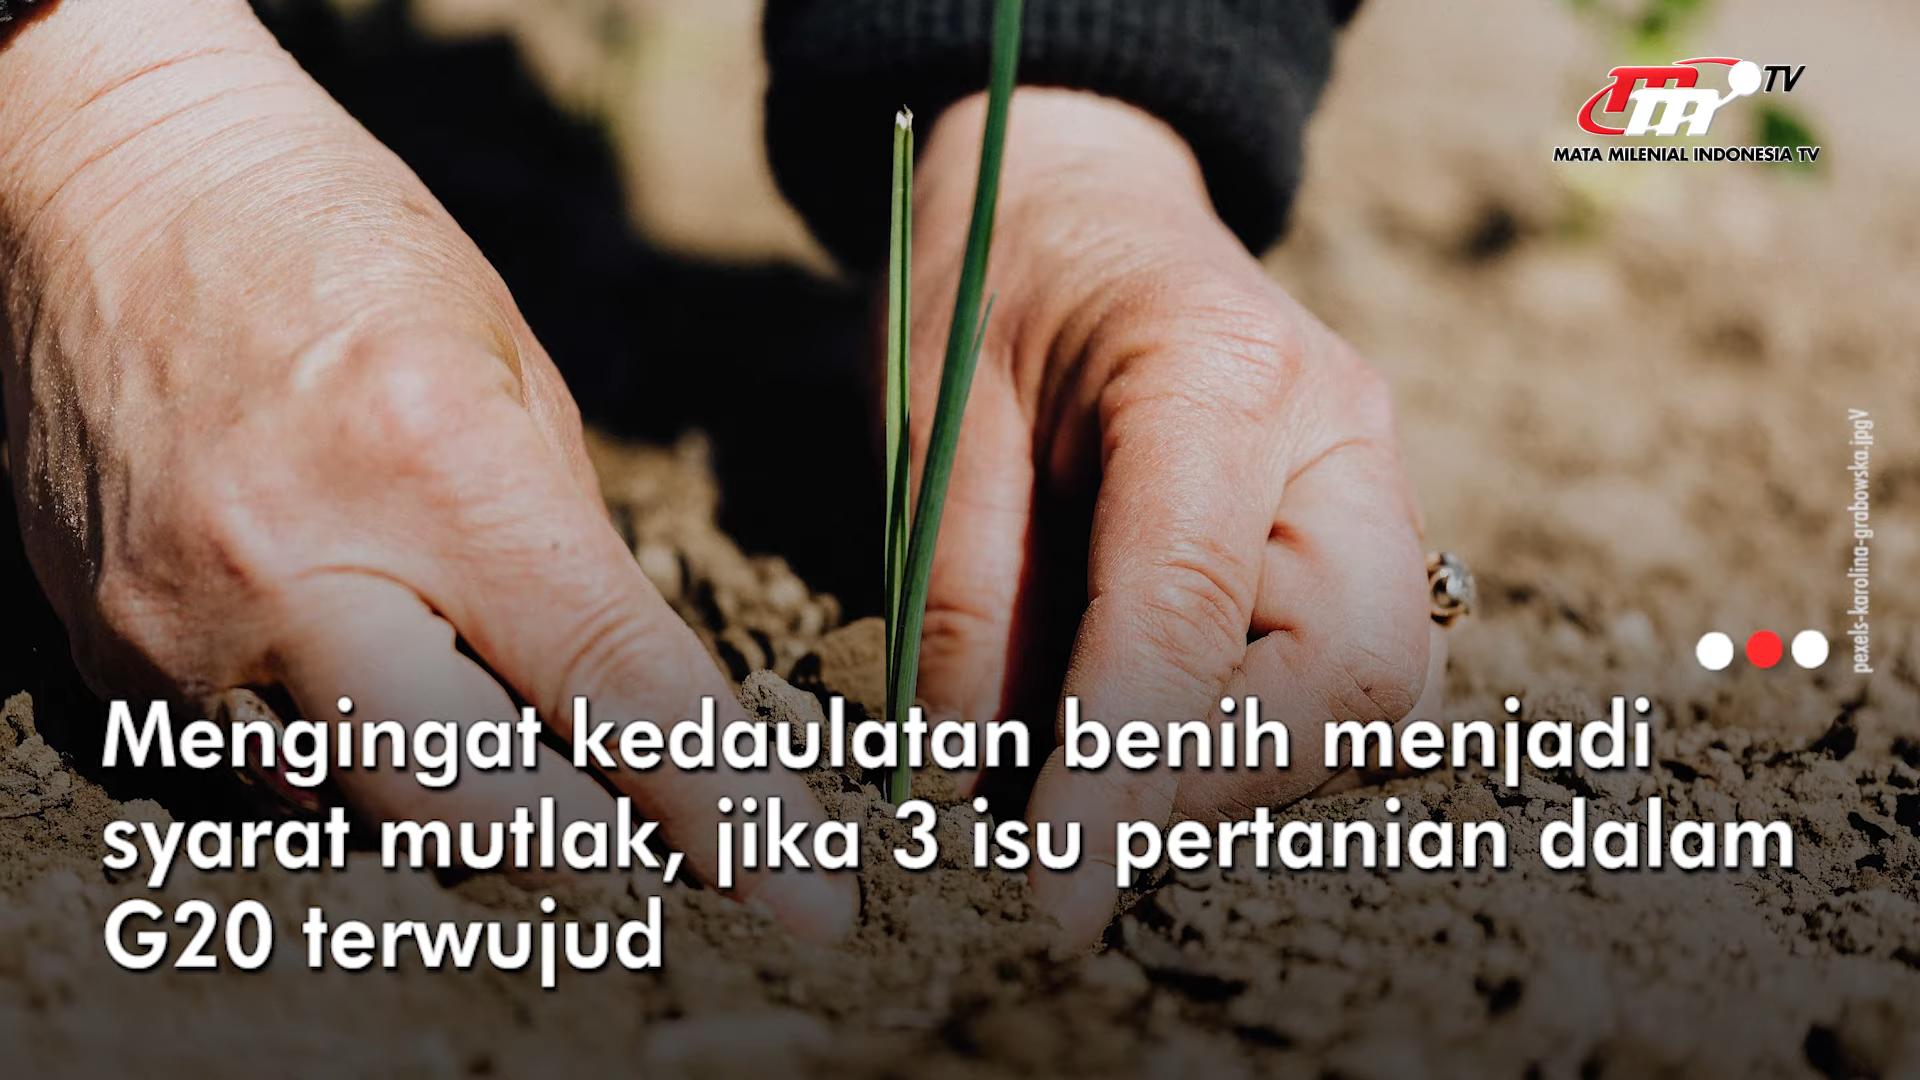 TV
MATA MILENIAL INDONESIA TV
pexels-karolina-grabowska.jpgV
Mengingat kedaulatan benih menjadi
syarat mutlak, jika 3 isu pertanian dalam
G20 terwujud